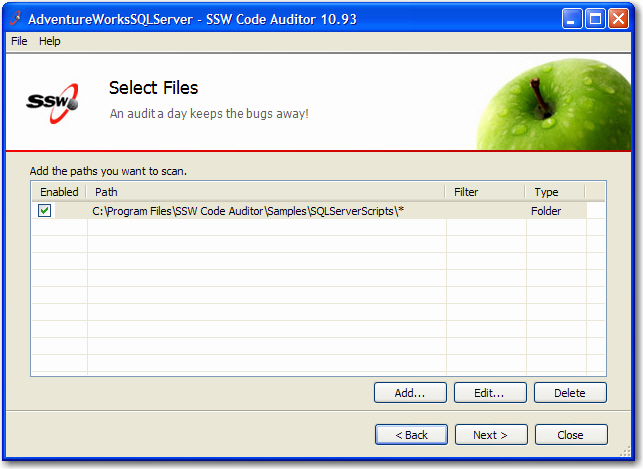 AdventureWorksSQLServer - SSW Code Auditor 10.93
File Help
SSW
Select Files
An audit a day keeps the bugs away!
Add the paths you want to scan.
Enabled Path Filter Type
C:\Program Files\SSW Code Auditor\Samples\SQLServerScripts\* Folder
Add... Edit... Delete
< Back Next > Close